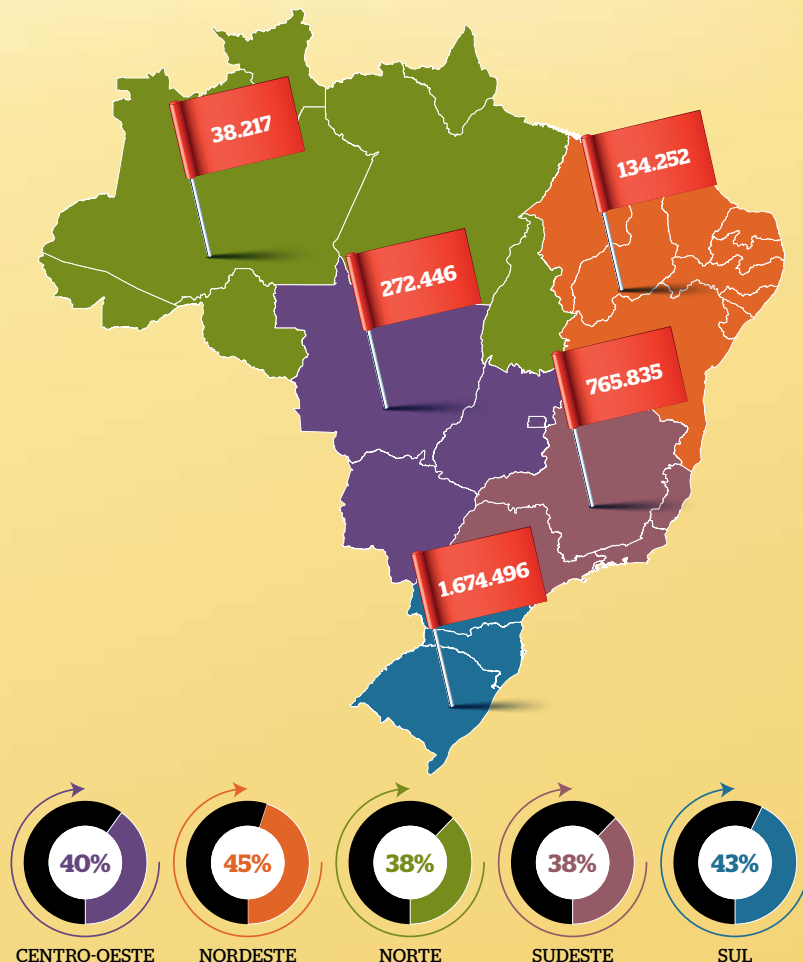 38.217
134.252
272.446
765.835
1.674.496
40%
45%
38%
38%
43%
CENTRO-OESTE
NORDESTE
NORTE
SUDESTE
SUL